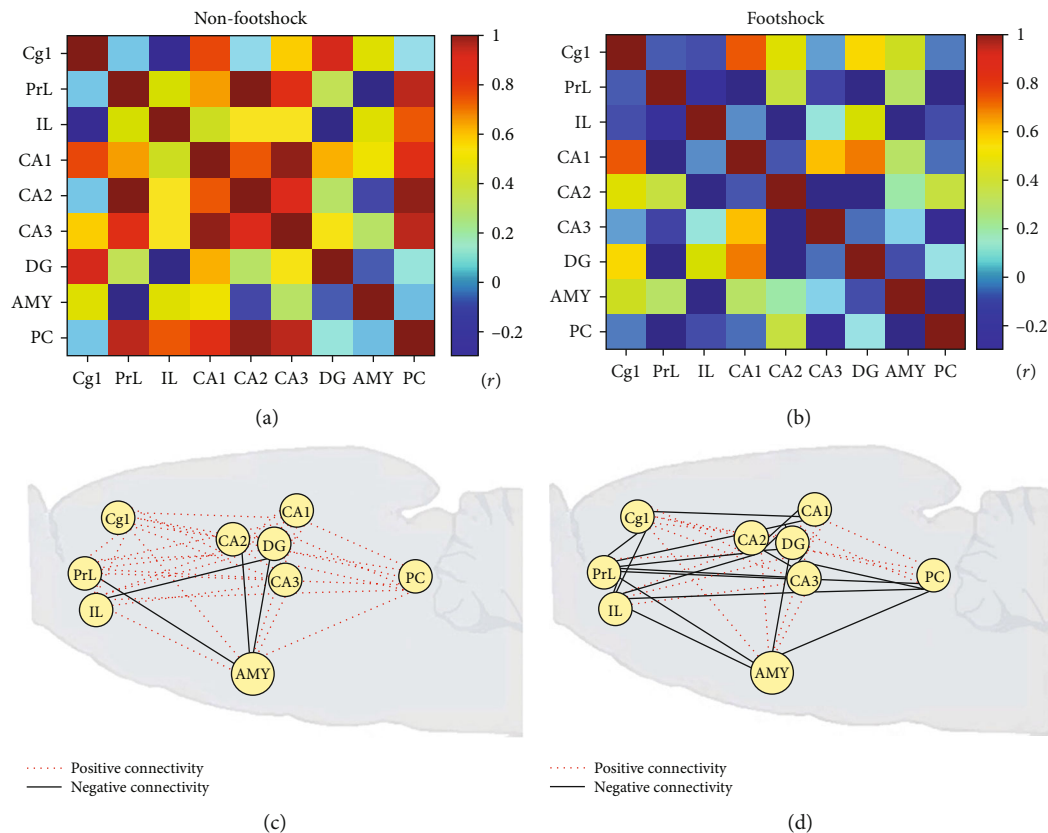 Non-footshock
Cg1
PrL
IL
CA1
CA2
CA3
DG
AMY
PC
Cg1 PrL IL CA1 CA2 CA3 DG AMY PC
1
0.8
0.6
0.4
0.2
0
−0.2
(r)
(a)
Footshock
Cg1
PrL
IL
CA1
CA2
CA3
DG
AMY
PC
Cg1 PrL IL CA1 CA2 CA3 DG AMY PC
1
0.8
0.6
0.4
0.2
0
−0.2
(r)
(b)
Cg1
CA1
CA2
DG
PrL
CA3
PC
IL
AMY
Positive connectivity
Negative connectivity
(c)
Cg1
CA1
CA2
DG
PrL
CA3
PC
IL
AMY
Positive connectivity
Negative connectivity
(d)